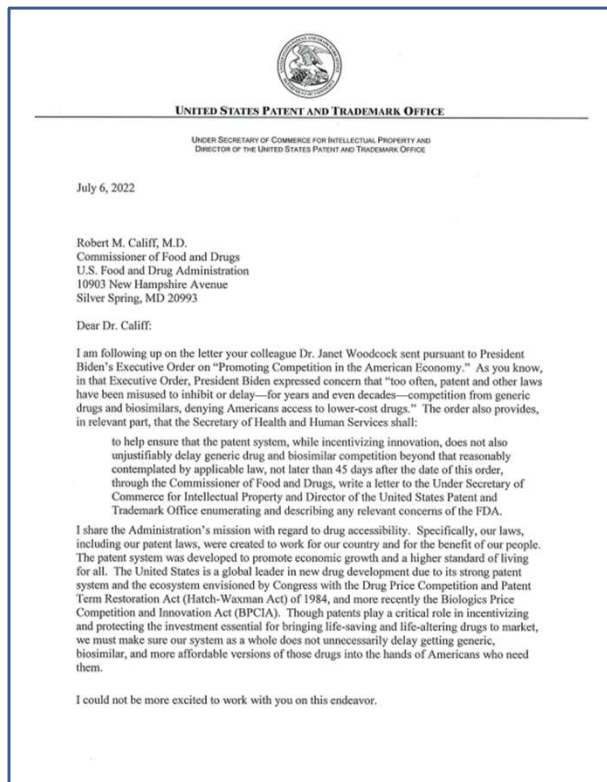 UNITED STATES PATENT AND TRADEMARK OFFICE
UNDER SECRETARY OF COMMERCE FOR INTELLECTUAL PROPERTY AND
DIRECTOR OF THE UNITED STATES PATENT AND TRADEMARK OFFICE
July 6, 2022
Robert M. Califf, M.D.
Commissioner of Food and Drugs
U.S. Food and Drug Administration
10903 New Hampshire Avenue
Silver Spring, MD 20993
Dear Dr. Califf:
I am following up on the letter your colleague Dr. Janet Woodcock sent pursuant to President
Biden's Executive Order on "Promoting Competition in the American Economy." As you know,
in that Executive Order, President Biden expressed concern that "too often, patent and other laws
have been misused to inhibit or delay—for years and even decades—competition from generic
drugs and biosimilars, denying Americans access to lower-cost drugs." The order also provides,
in relevant part, that the Secretary of Health and Human Services shall:
to help ensure that the patent system, while incentivizing innovation, does not also
unjustifiably delay generic drug and biosimilar competition beyond that reasonably
contemplated by applicable law, not later than 45 days after the date of this order,
through the Commissioner of Food and Drugs, write a letter to the Under Secretary of
Commerce for Intellectual Property and Director of the United States Patent and
Trademark Office enumerating and describing any relevant concerns of the FDA.
I share the Administration's mission with regard to drug accessibility. Specifically, our laws,
including our patent laws, were created to work for our country and for the benefit of our people.
The patent system was developed to promote economic growth and a higher standard of living
for all. The United States is a global leader in new drug development due to its strong patent
system and the ecosystem envisioned by Congress with the Drug Price Competition and Patent
Term Restoration Act (Hatch-Waxman Act) of 1984, and more recently the Biologics Price
Competition and Innovation Act (BPCIA). Though patents play a critical role in incentivizing
and protecting the investment essential for bringing life-saving and life-altering drugs to market,
we must make sure our system as a whole does not unnecessarily delay getting generic,
biosimilar, and more affordable versions of those drugs into the hands of Americans who need
them.
I could not be more excited to work with you on this endeavor.